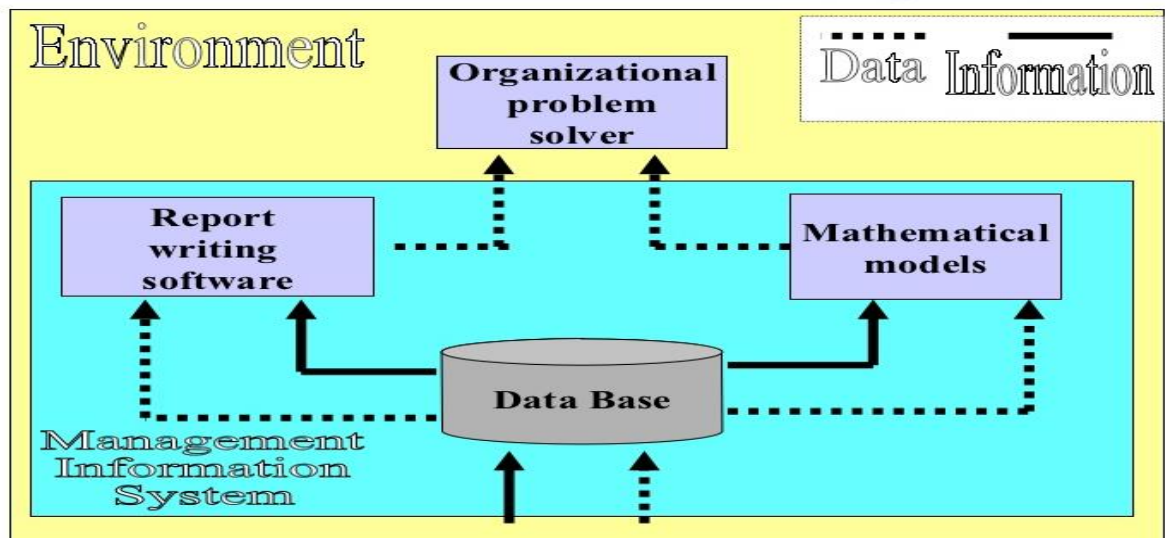 Environment
Data Information
Organizational
problem
solver
Report
writing
software
Mathematical
models
Data Base
Management
Information
System